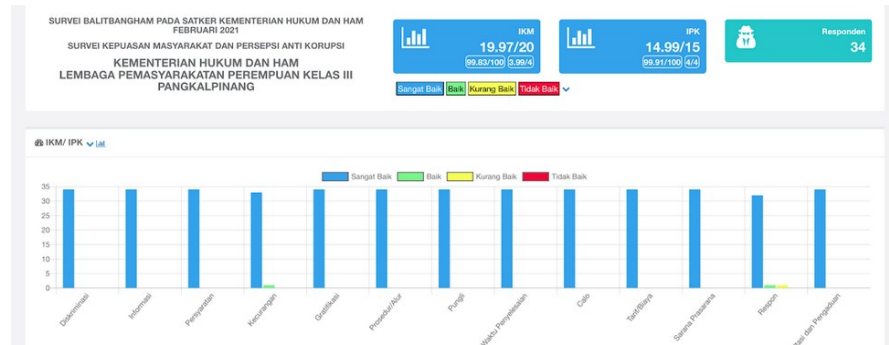 SURVEI BALITBANGHAM PADA SATKER KEMENTERIAN HUKUM DAN HAM
FEBRUARI 2021
SURVEI KEPUASAN MASYARAKAT DAN PERSEPSI ANTI KORUPSI
KEMENTERIAN HUKUM DAN HAM
LEMBAGA PEMASYARAKATAN PEREMPUAN KELAS III
PANGKALPINANG
IKM
19.97/20
99.83/100 3.99/4
IPK
14.99/15
99.91/100 4/4
Responden
34
Sangat Baik Baik Kurang Baik Tidak Baik
IKM/ IPK
Sangat Baik Baik Kurang Baik Tidak Baik
35
30
25
20
15
10
5
0
Diskriminasi
Informasi
Persyaratan
Kecurangan
Gratifikasi
Prosedur/Alur
Pungli
Waktu Penyelesaian
Calo
Tarif/Biaya
Sarana Prasarana
Respon
dan Pengaduan